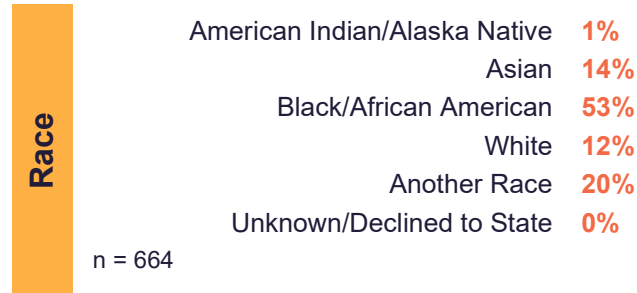 Race
American Indian/Alaska Native 1%
Asian 14%
Black/African American 53%
White 12%
Another Race 20%
Unknown/Declined to State 0%
n = 664